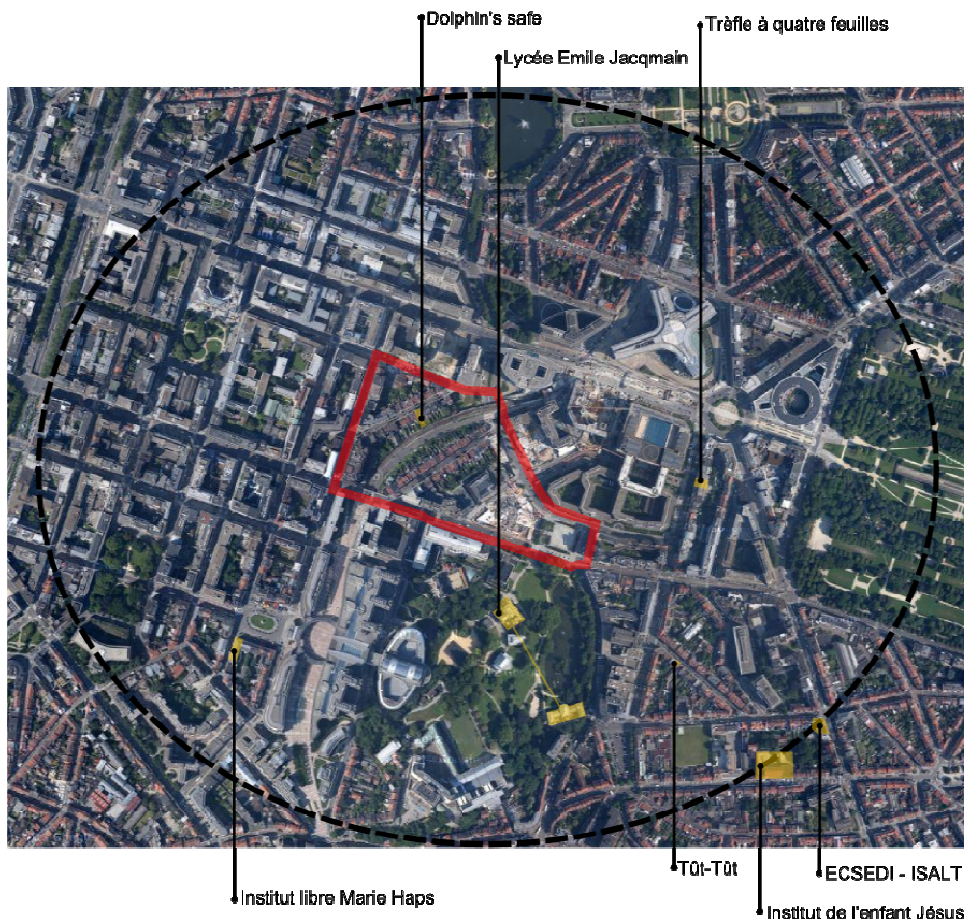 Dolphin's safe
Trèfle à quatre feuilles
Lycée Emile Jacqmain
Tût-Tût
ECSEDI - ISALT
Institut libre Marie Haps
Institut de l'enfant Jésus